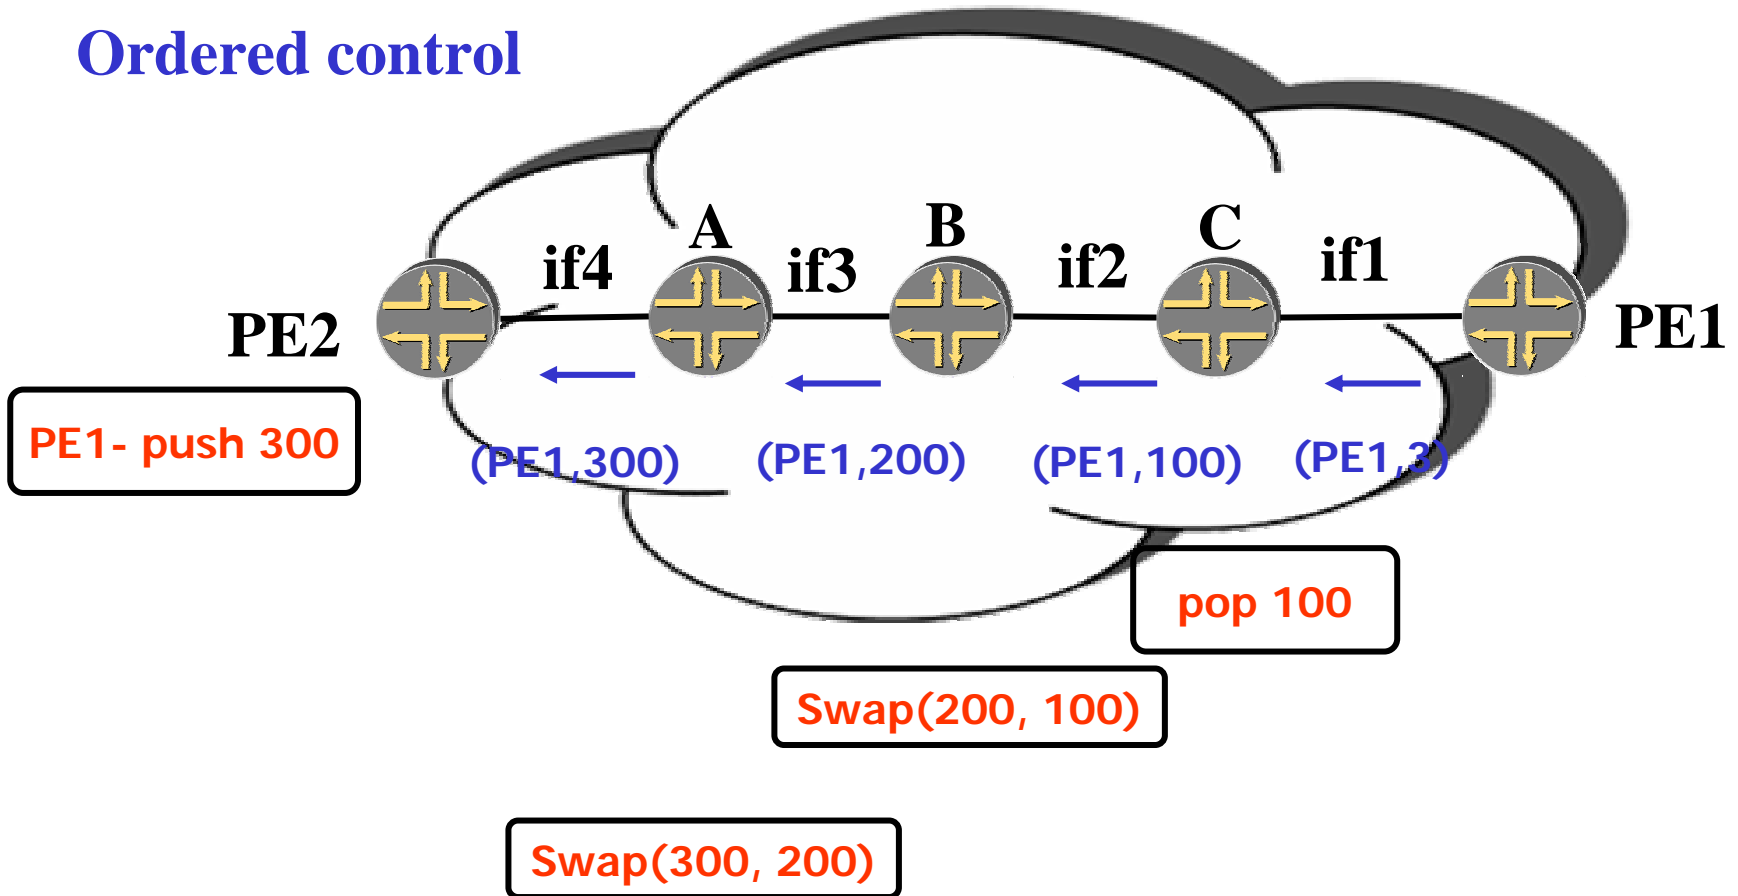 Ordered control
A
B
C
if4
if3
if2
if1
PE2
PE1
PE1- push 300
(PE1,300)
(PE1,200)
(PE1,100)
(PE1,3)
pop 100
Swap(200, 100)
Swap(300, 200)